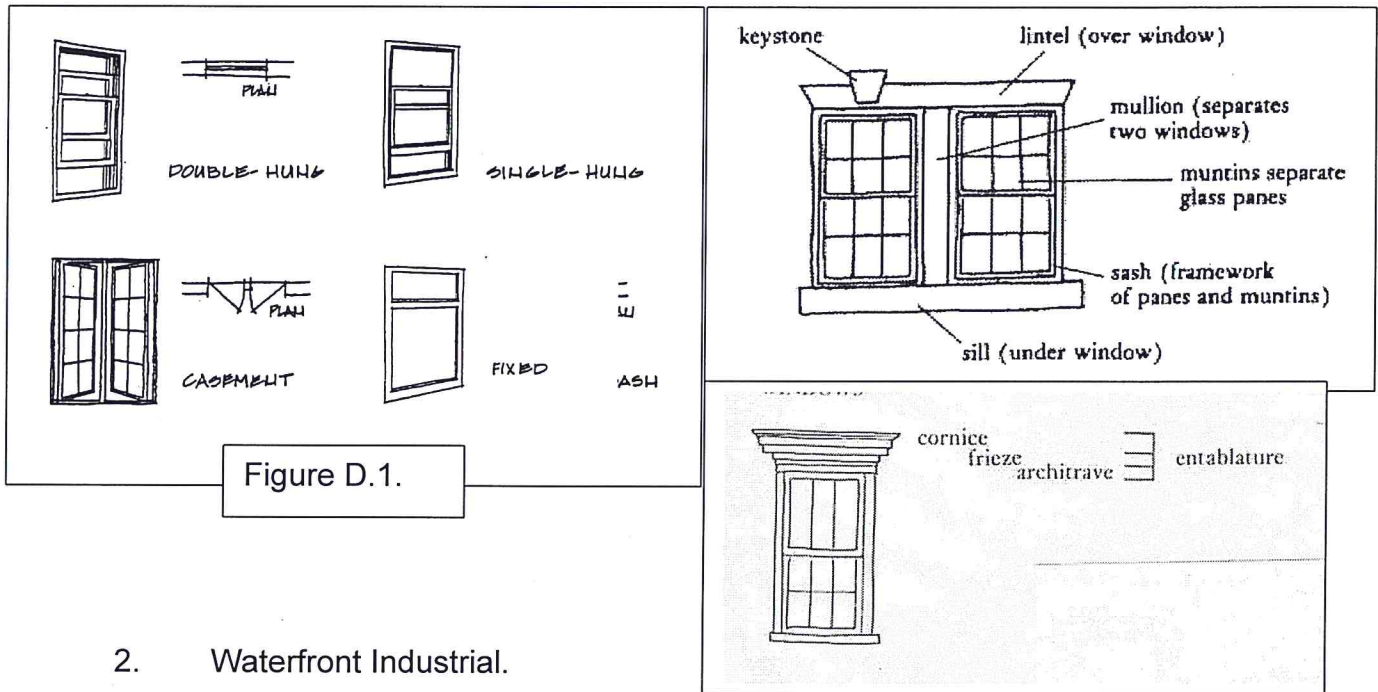 PLAN
DOUBLE-HUNG
SINGLE-HUNG
PLAN
CASEMENT
FIXED
ASH
Figure D.1.
keystone
lintel (over window)
mullion (separates
two windows)
muntins separate
glass panes
sash (framework
of panes and muntins)
sill (under window)
cornice
frieze
architrave
entablature
2. Waterfront Industrial.